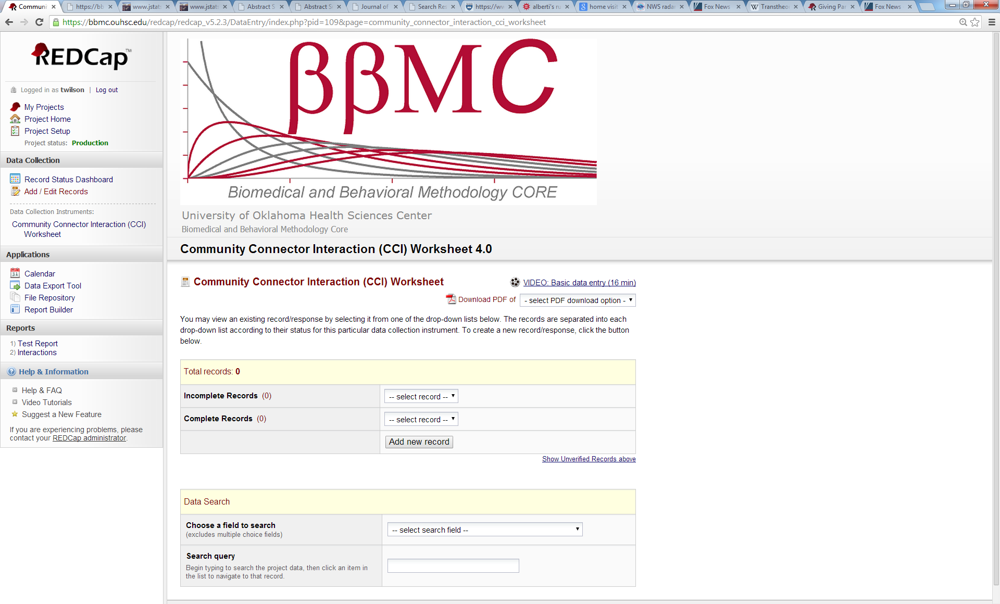 Communi
https://bb
www.jstats
www.jstats
Abstract S
Abstract S
Journal of
Search Res
https://ww
alberti's ru
home visit
NWS rada
Fox News
Transtheo
Giving Par
Fox News
https://bbmc.ouhsc.edu/redcap/redcap_v5.2.3/DataEntry/index.php?pid=109&page=community_connector_interaction_cci_worksheet
REDCap™
Logged in as twilson | Log out
My Projects
Project Home
Project Setup
Project status: Production
Data Collection
Record Status Dashboard
Add / Edit Records
Data Collection Instruments:
Community Connector Interaction (CCI)
Worksheet
Applications
31
Calendar
Data Export Tool
File Repository
Report Builder
Reports
1) Test Report
2) Interactions
Help & Information
Help & FAQ
Video Tutorials
Suggest a New Feature
If you are experiencing problems, please
contact your REDCap administrator.
ββMC
Biomedical and Behavioral Methodology CORE
University of Oklahoma Health Sciences Center
Biomedical and Behavioral Methodology Core
Community Connector Interaction (CCI) Worksheet 4.0
Community Connector Interaction (CCI) Worksheet
VIDEO: Basic data entry (16 min)
Download PDF of - select PDF download option -
You may view an existing record/response by selecting it from one of the drop-down lists below. The records are separated into each
drop-down list according to their status for this particular data collection instrument. To create a new record/response, click the button
below.
Total records: 0
Incomplete Records (0) -- select record --
Complete Records (0) -- select record --
Add new record
Show Unverified Records above
Data Search
Choose a field to search
(excludes multiple choice fields)
-- select search field --
Search query
Begin typing to search the project data, then click an item in
the list to navigate to that record.